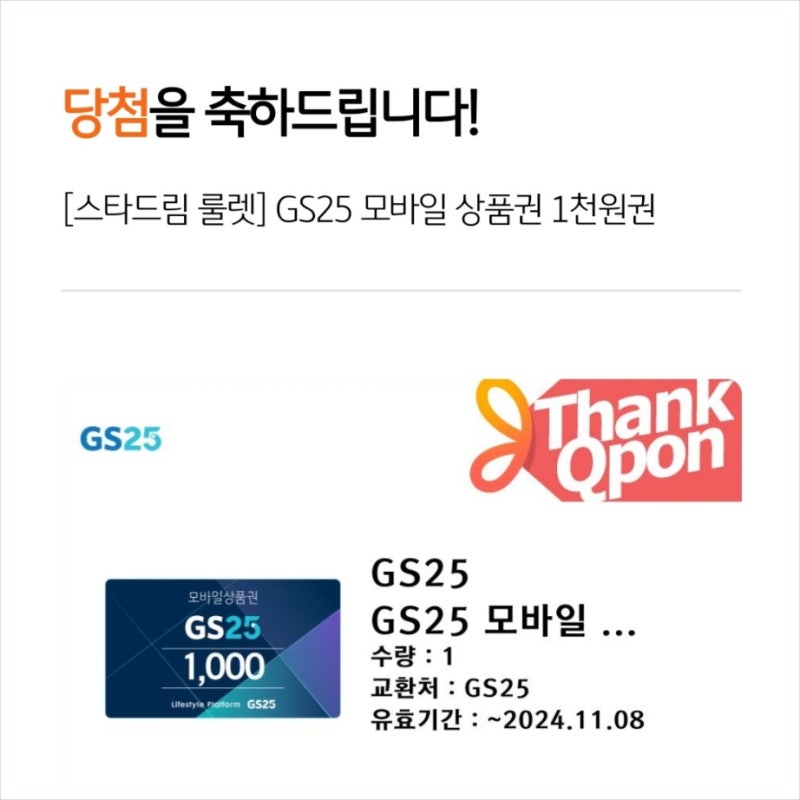 당첨을 축하드립니다!
[스타드림 룰렛] GS25 모바일 상품권 1천원권
GS25
Thank
Qpon
모바일상품권
GS25
1,000
Lifestyle Platform GS25
GS25
GS25 모바일 ...
수량 : 1
교환처 : GS25
유효기간 : ~2024.11.08